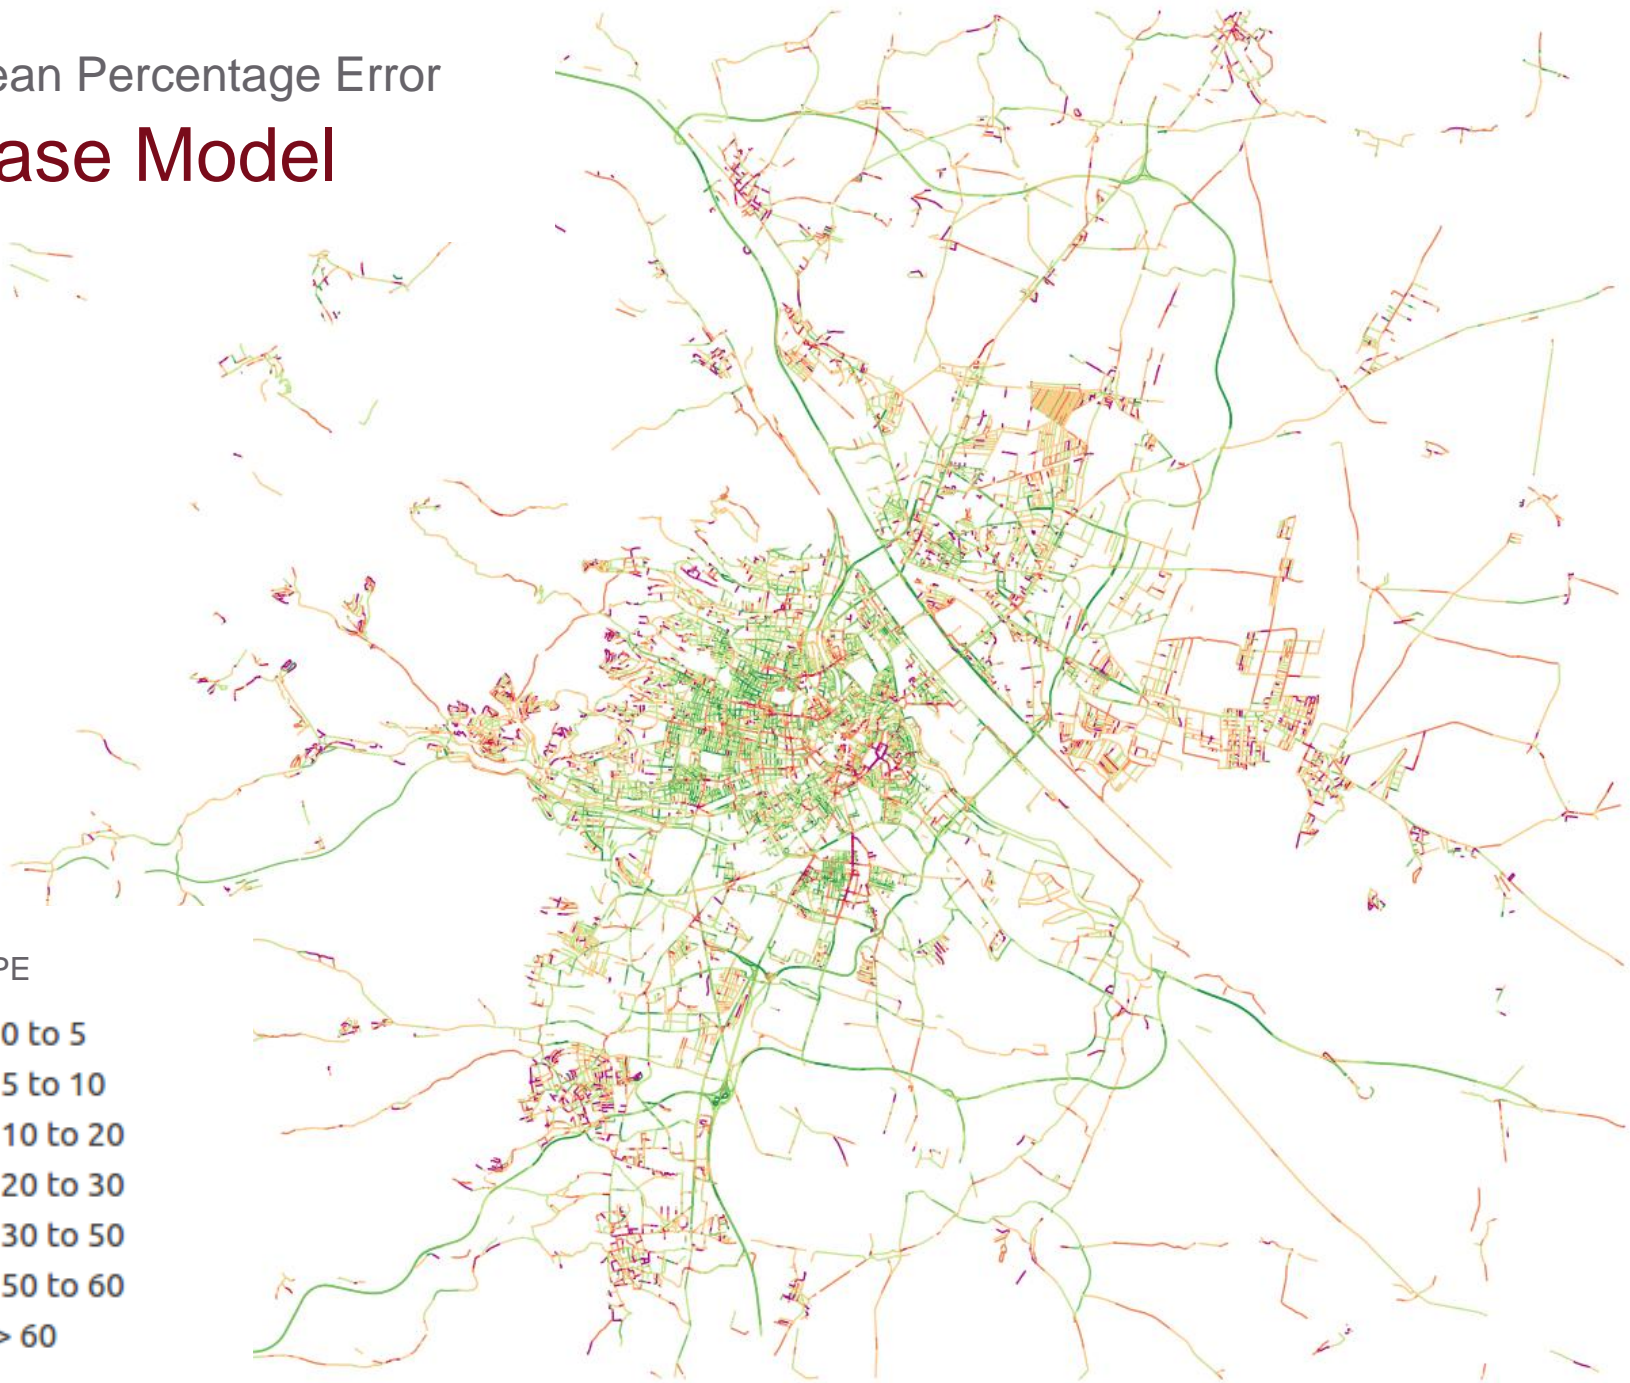 ean Percentage Error
ase Model
PE
0 to 5
5 to 10
10 to 20
20 to 30
30 to 50
50 to 60
> 60